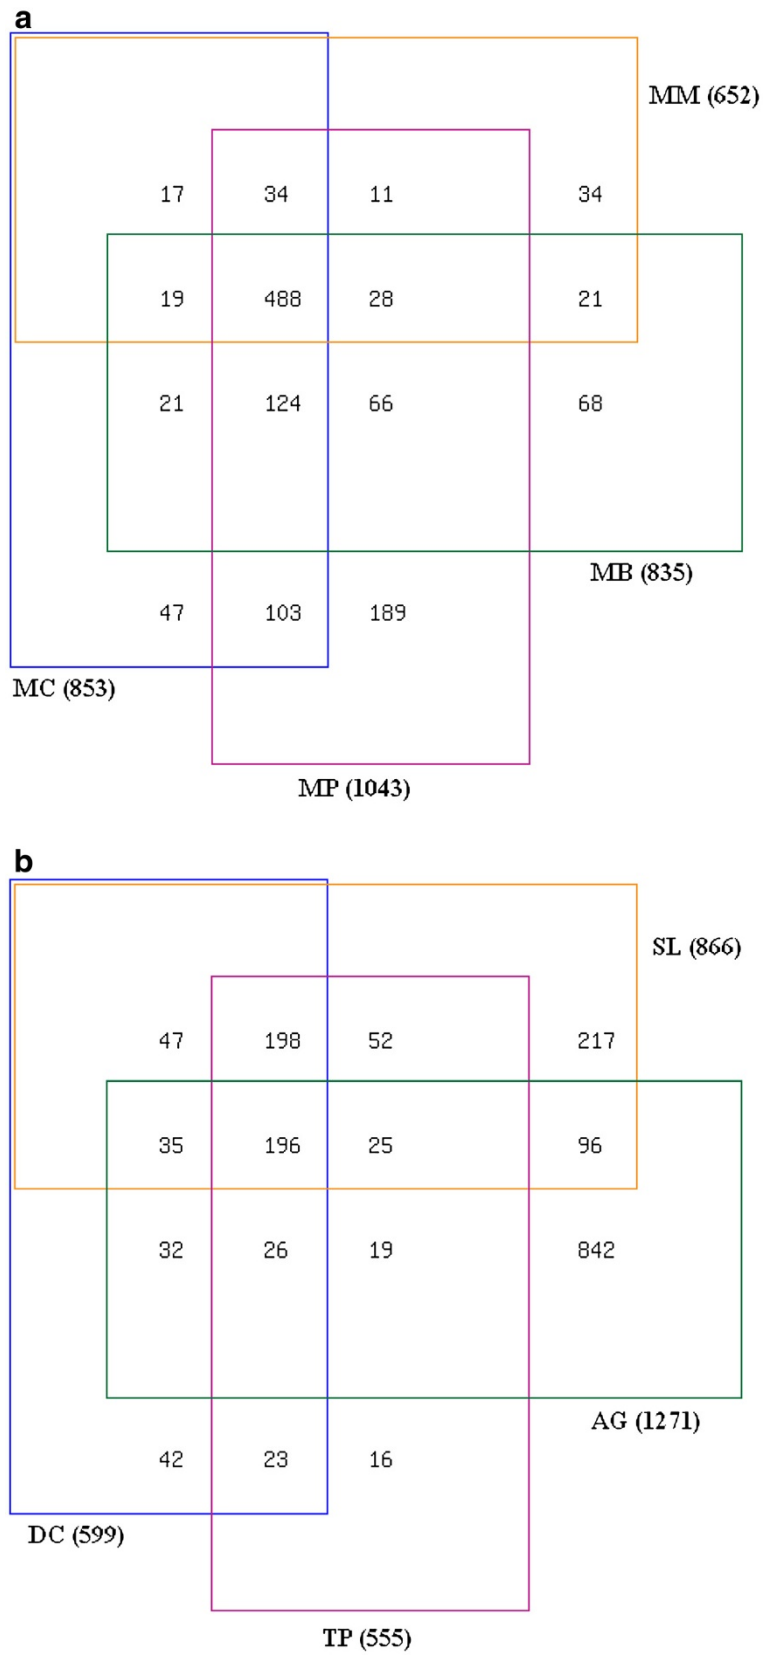 a
MM (652)
17 34 11 34
19 488 28 21
21 124 66 68
MB (835)
47 103 189
MC (853)
MP (1043)
b
SL (866)
47 198 52 217
35 196 25 96
32 26 19 842
AG (1271)
42 23 16
DC (599)
TP (555)